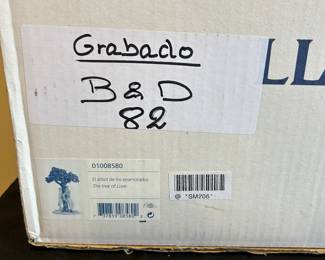 Grabado
B & D
82
LL
01008580
El árbol de los enamorados
The tree of Love
@ "SM206"